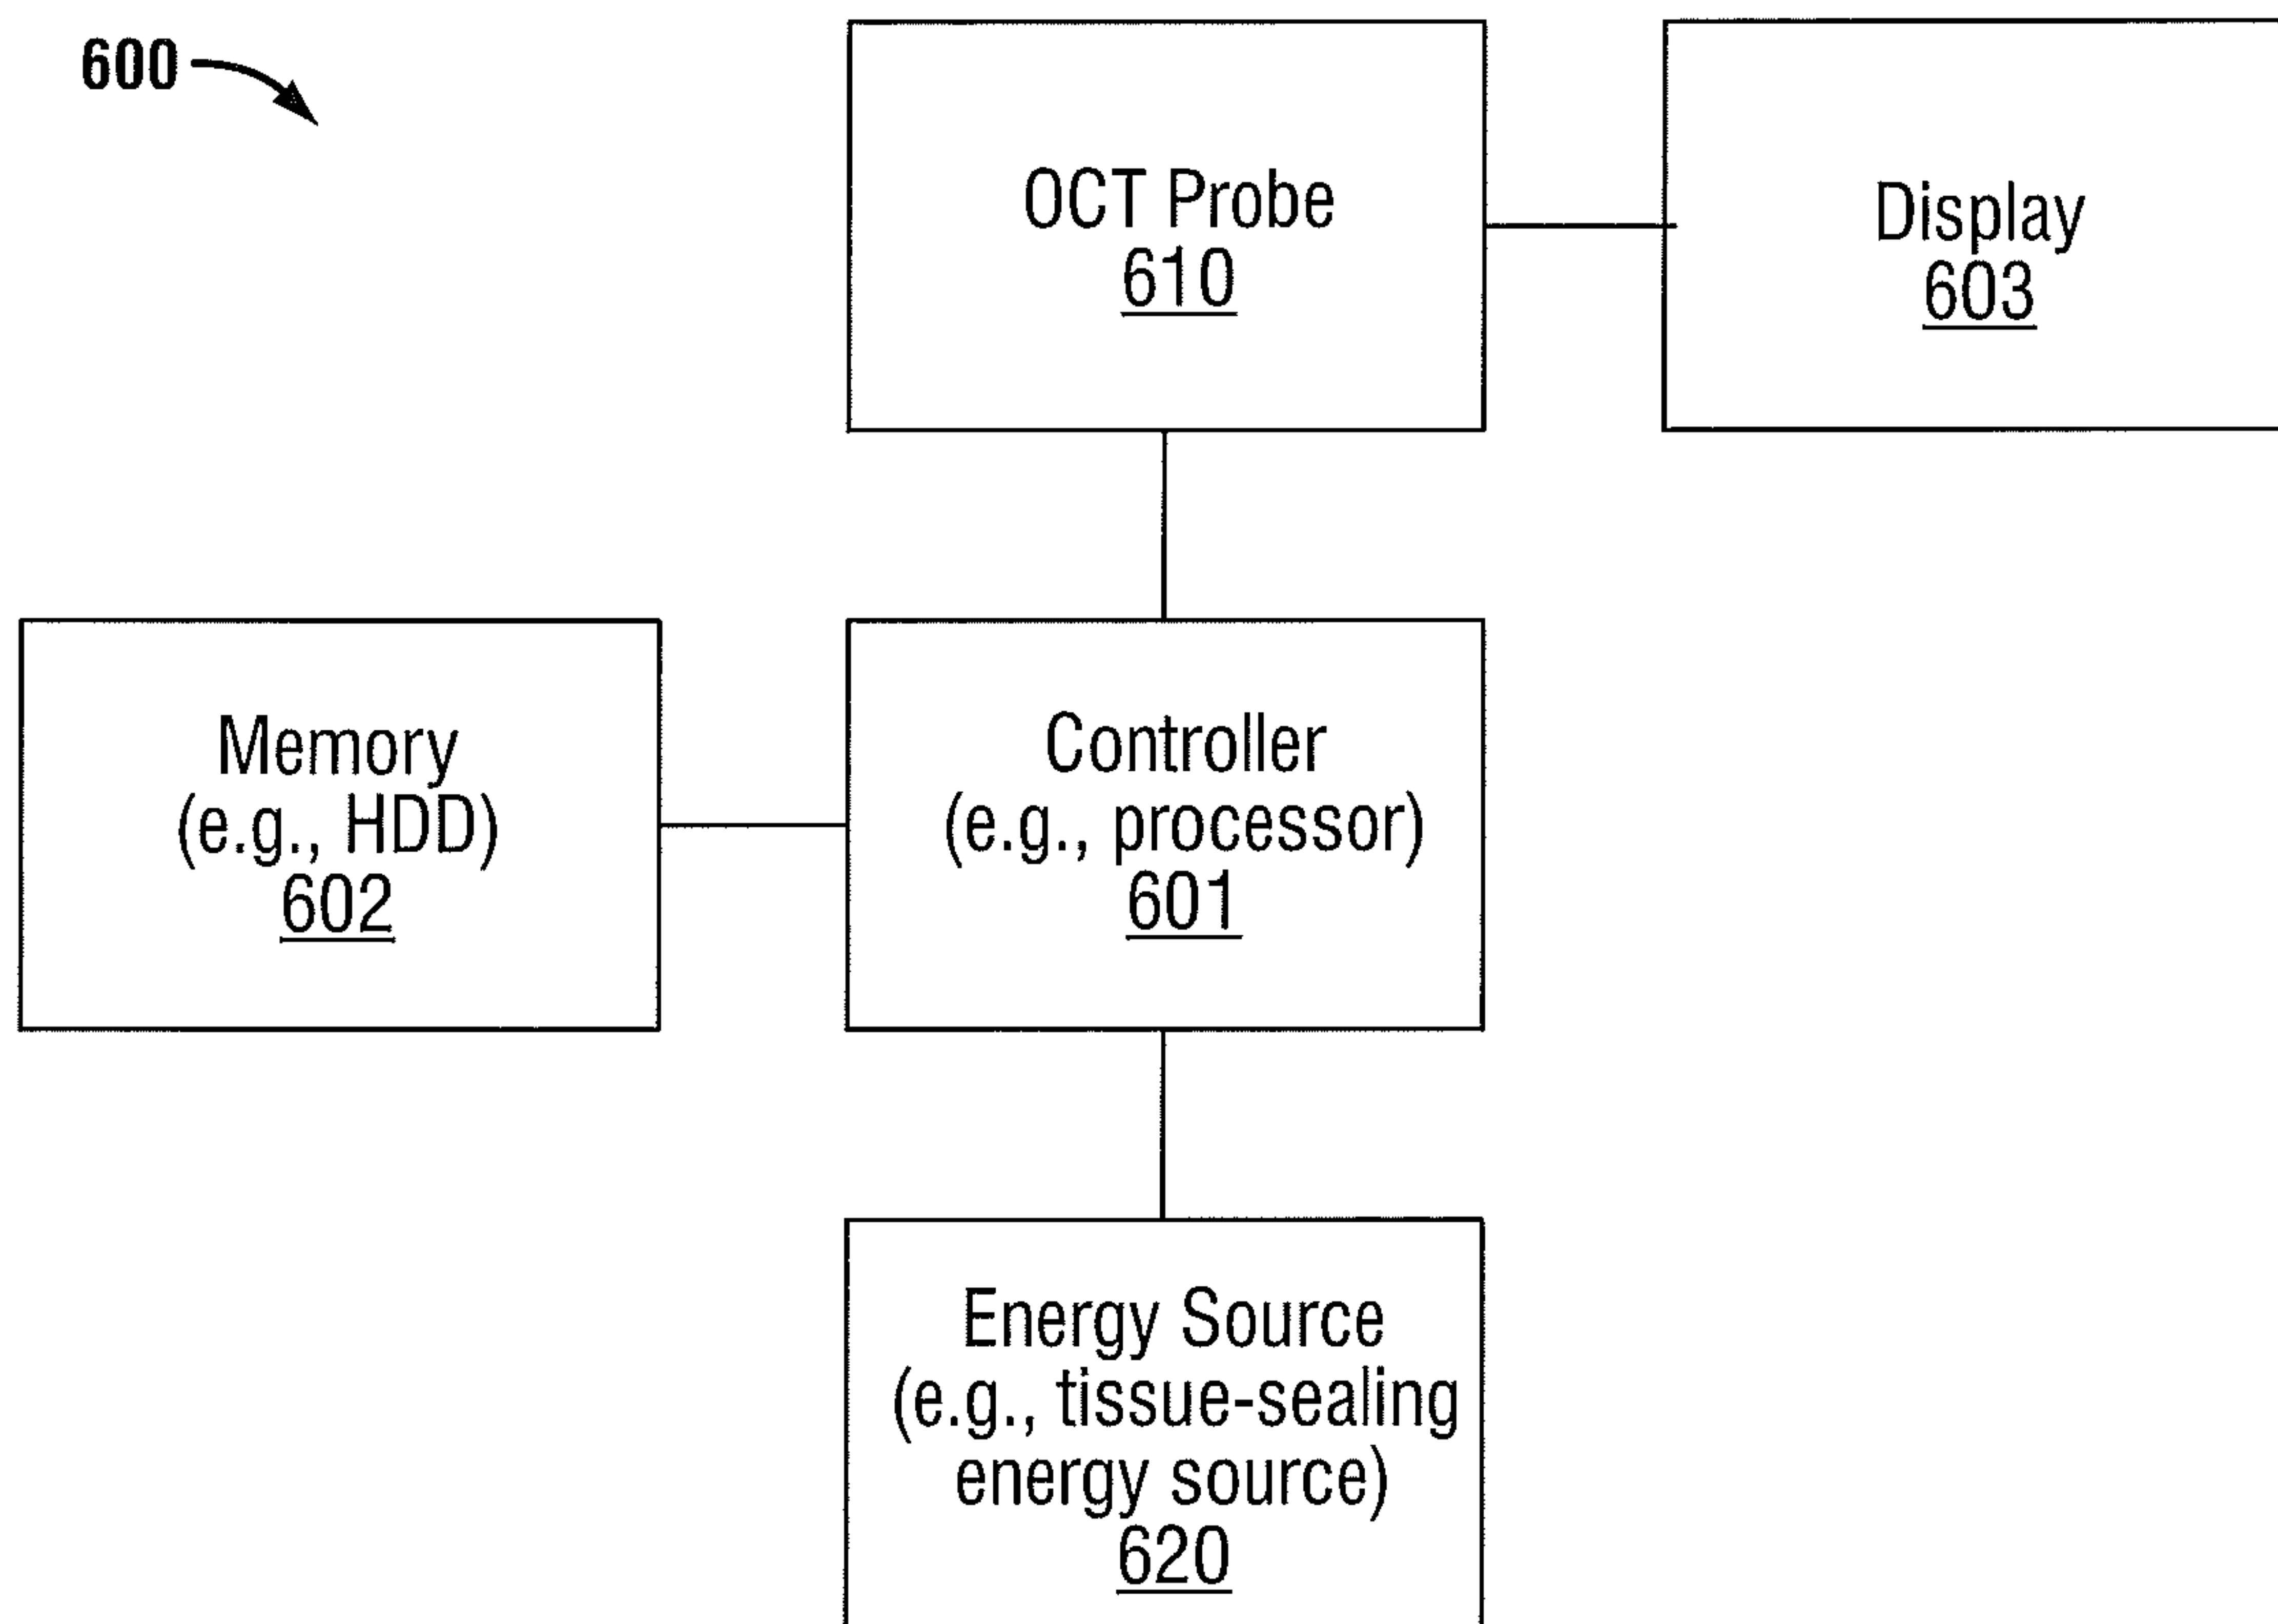 600
OCT Probe
610
Display
603
Memory
(e.g., HDD)
602
Controller
(e.g., processor)
601
Energy Source
(e.g., tissue-sealing
energy source)
620